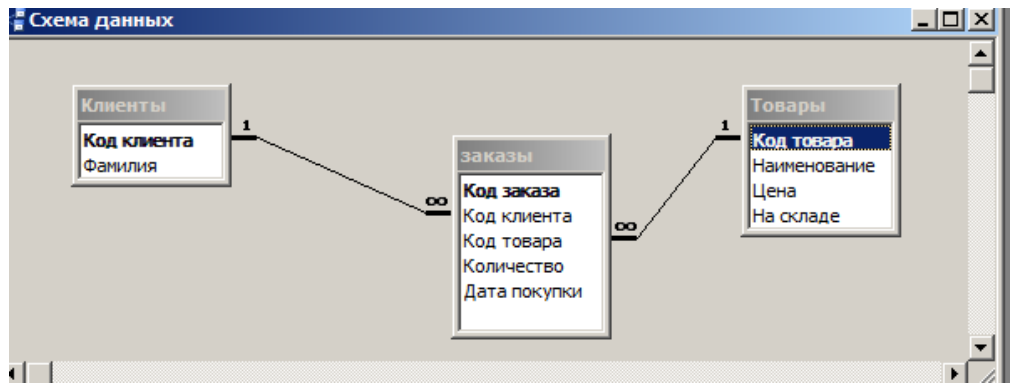 Схема данных
Клиенты
Код клиента
Фамилия
1
∞
заказы
Код заказа
Код клиента
Код товара
Количество
Дата покупки
∞
1
Товары
Код товара
Наименование
Цена
На складе